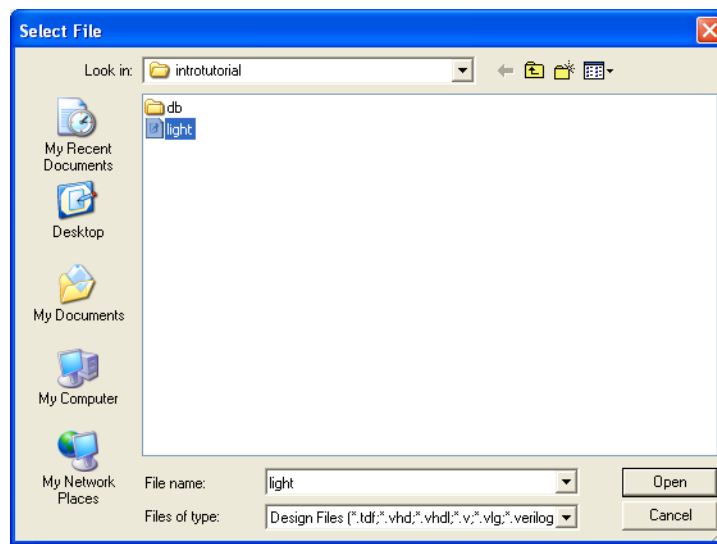 Select File
Look in:
introtutorial
db
light
My Recent
Documents
Desktop
My Documents
My Computer
My Network
Places
File name:
light
Open
Files of type:
Design Files (*.tdf;*.vhd;*.vhdl;*.v;*.vlg;*.verilog
Cancel